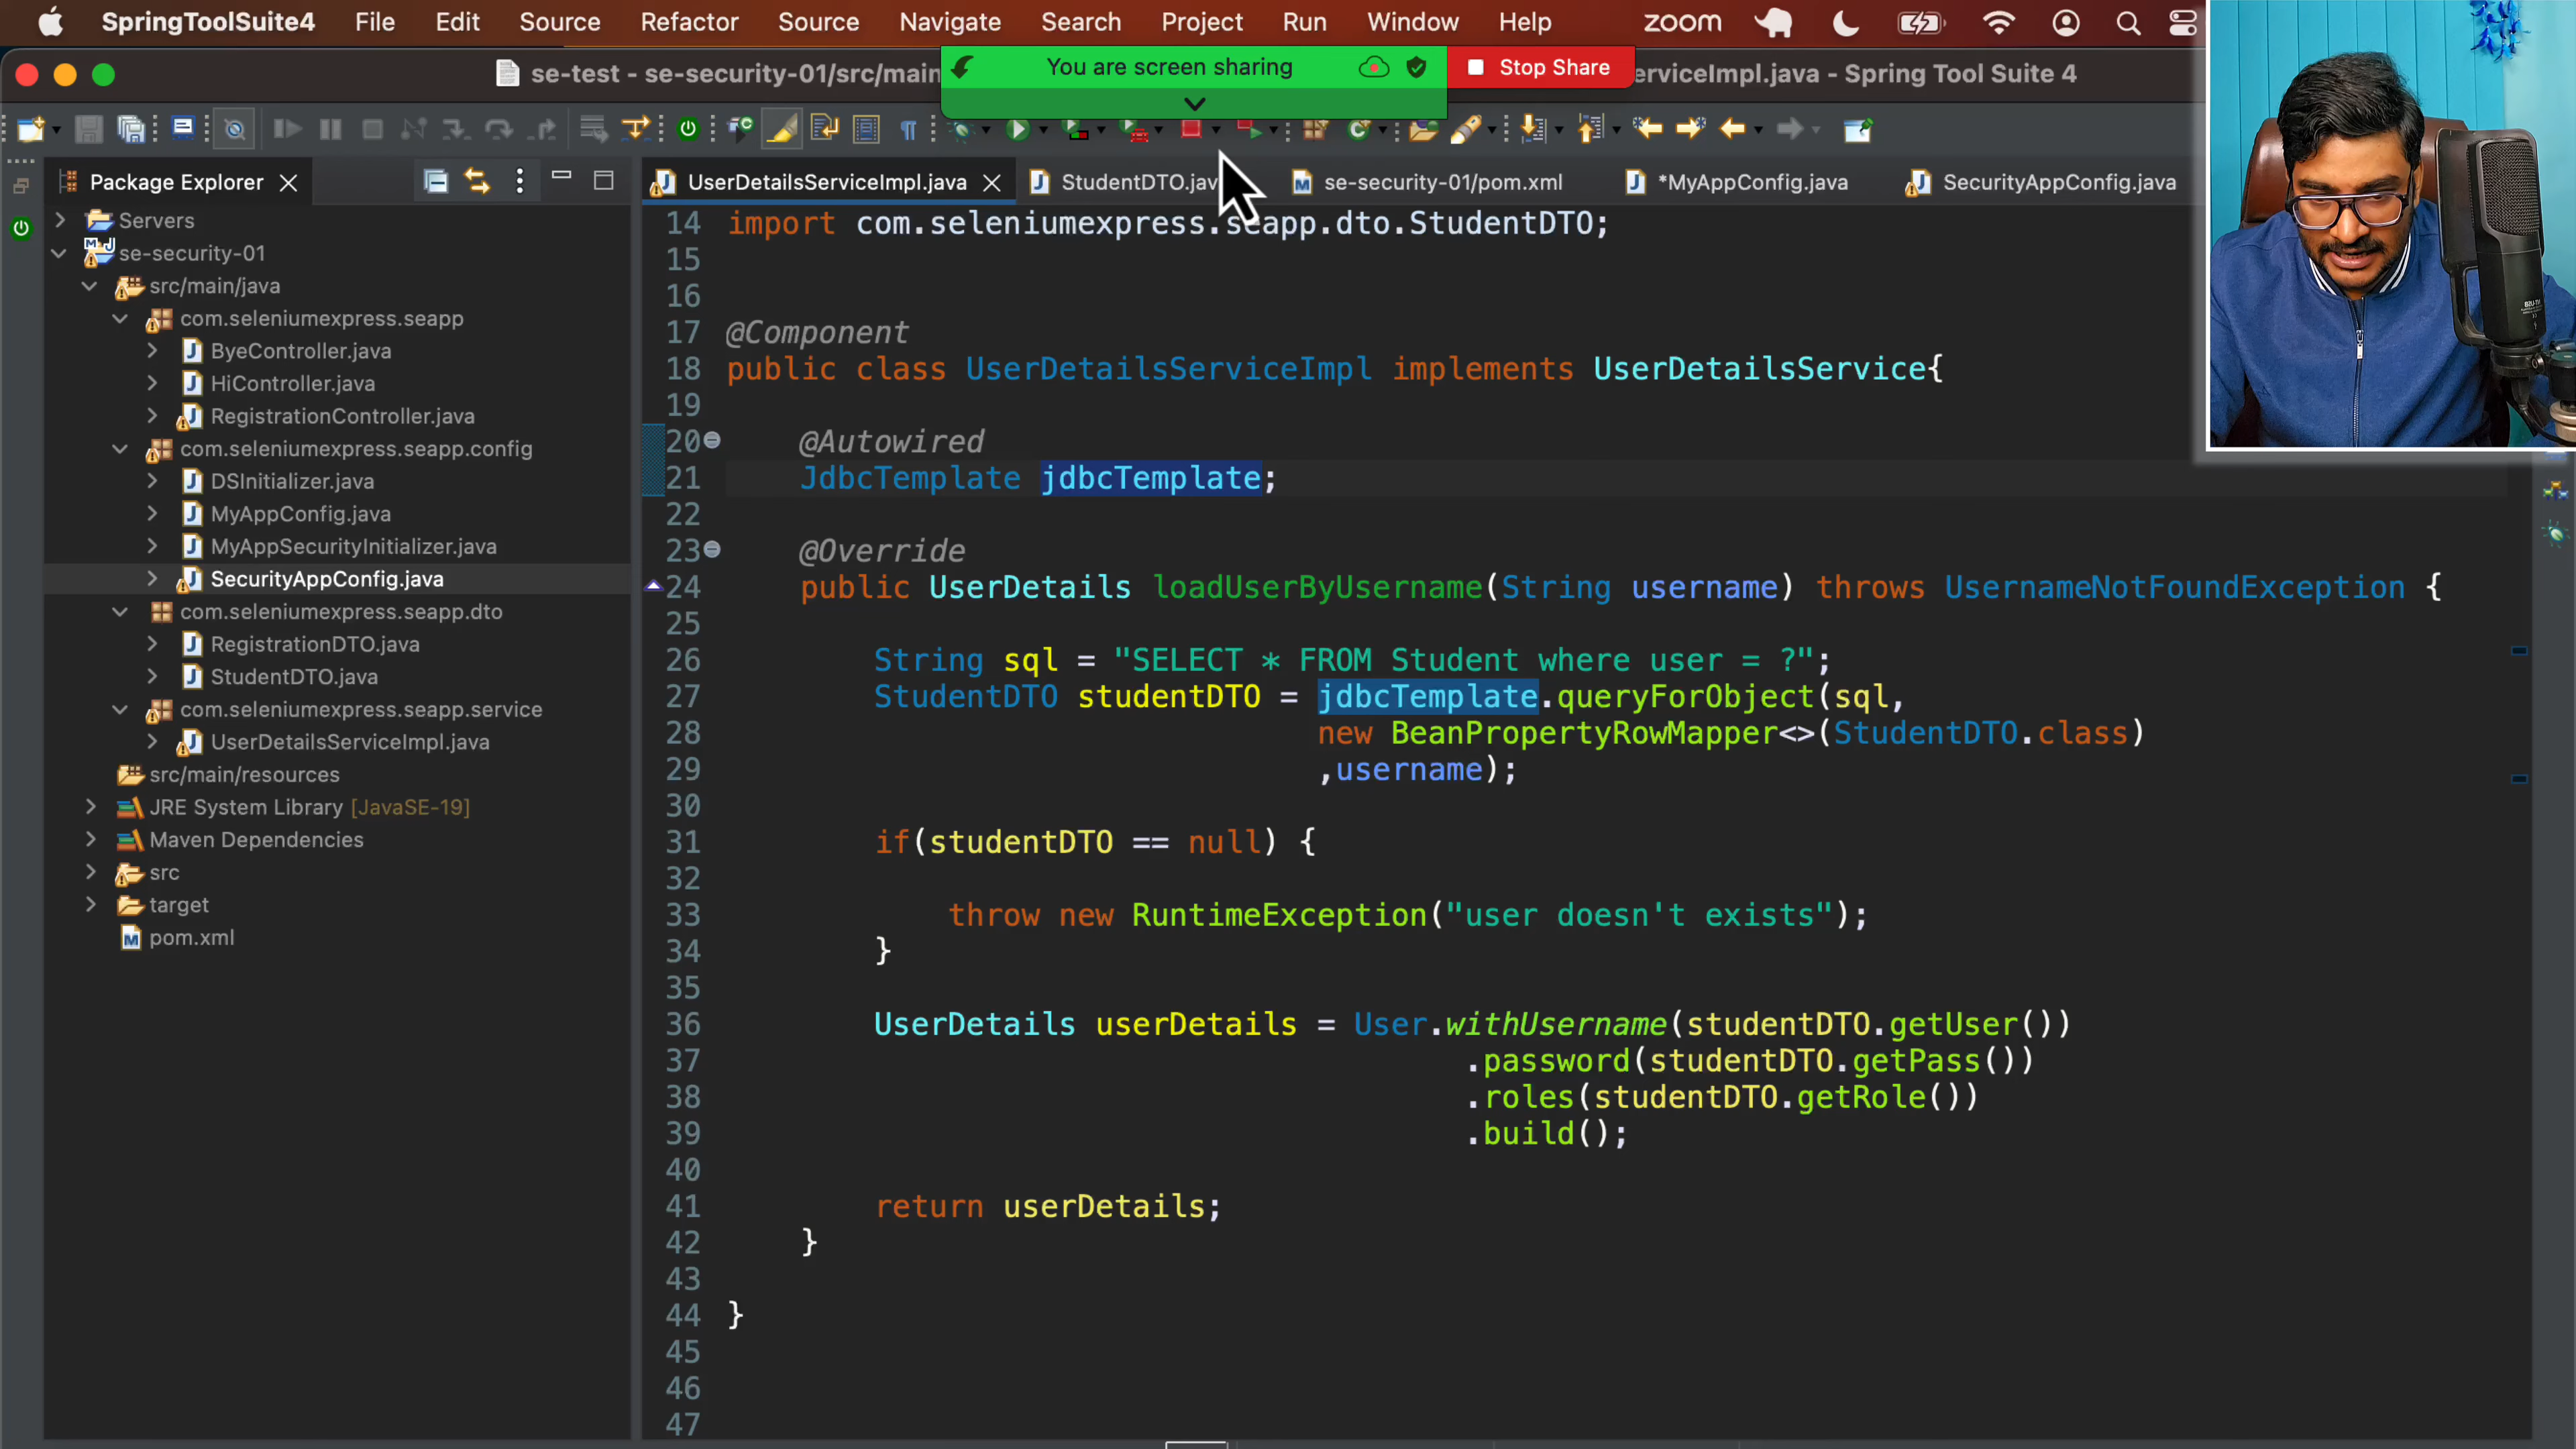 SpringToolSuite4 File Edit Source Refactor Source Navigate Search Project Run Window Help zoom
se-test - se-security-01/src/main
You are screen sharing
Stop Share
erviceImpl.java - Spring Tool Suite 4
Package Explorer
UserDetailsServiceImpl.java
StudentDTO.jav
se-security-01/pom.xml
*MyAppConfig.java
SecurityAppConfig.java
Servers
se-security-01
src/main/java
com.seleniumexpress.seapp
ByeController.java
HiController.java
RegistrationController.java
com.seleniumexpress.seapp.config
DSInitializer.java
MyAppConfig.java
MyAppSecurityInitializer.java
SecurityAppConfig.java
com.seleniumexpress.seapp.dto
RegistrationDTO.java
StudentDTO.java
com.seleniumexpress.seapp.service
UserDetailsServiceImpl.java
src/main/resources
JRE System Library [JavaSE-19]
Maven Dependencies
src
target
pom.xml
14 import com.seleniumexpress.seapp.dto.StudentDTO;
15
16
17 @Component
18 public class UserDetailsServiceImpl implements UserDetailsService{
19
20 @Autowired
21 JdbcTemplate jdbcTemplate;
22
23 @Override
24 public UserDetails loadUserByUsername(String username) throws UsernameNotFoundException {
25
26 String sql = "SELECT * FROM Student where user = ?";
27 StudentDTO studentDTO = jdbcTemplate.queryForObject(sql,
28 new BeanPropertyRowMapper<>(StudentDTO.class)
29 ,username);
30
31 if(studentDTO == null) {
32
33 throw new RuntimeException("user doesn't exists");
34 }
35
36 UserDetails userDetails = User.withUsername(studentDTO.getUser())
37 .password(studentDTO.getPass())
38 .roles(studentDTO.getRole())
39 .build();
40
41 return userDetails;
42 }
43
44 }
45
46
47